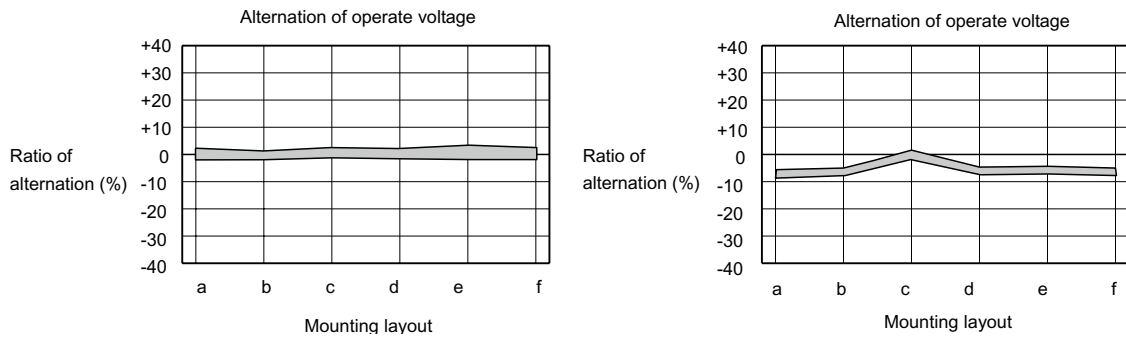 Alternation of operate voltage
+40
+30
+20
+10
0
-10
-20
-30
-40
Ratio of
alternation (%)
a b c d e f
Mounting layout
Alternation of operate voltage
+40
+30
+20
+10
0
-10
-20
-30
-40
Ratio of
alternation (%)
a b c d e f
Mounting layout